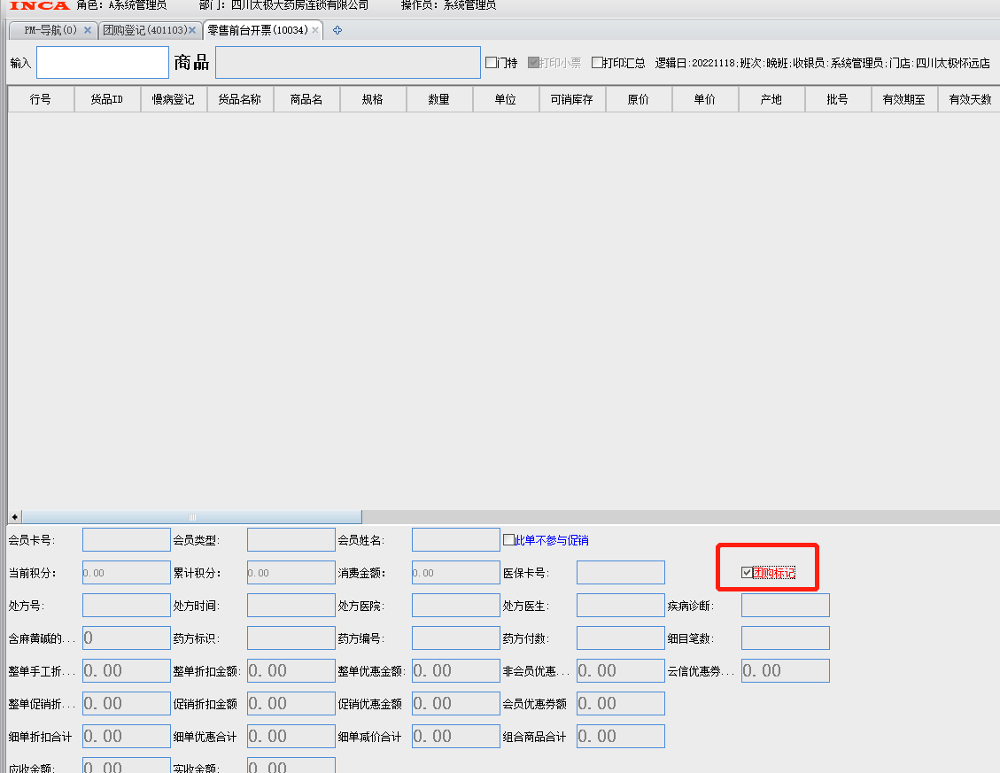 INCA 角色: A系统管理员 部门: 四川太极大药房连锁有限公司 操作员: 系统管理员
PM-导航(0) 团购登记(401103) 零售前台开票(10034)
输入 商品 门特 打印小票 打印汇总 逻辑日:20221118;班次:晚班;收银员:系统管理员;门店:四川太极怀远店
行号 货品ID 慢病登记 货品名称 商品名 规格 数量 单位 可销库存 原价 单价 产地 批号 有效期至 有效天数
会员卡号: 会员类型: 会员姓名: 此单不参与促销
当前积分: 0.00 累计积分: 0.00 消费金额: 0.00 医保卡号: 团购标记
处方号: 处方时间: 处方医院: 处方医生: 疾病诊断:
含麻黄碱的... 0 药方标识: 药方编号: 药方付数: 细目笔数:
整单手工折... 0.00 整单折扣金额: 0.00 整单优惠金额: 0.00 非会员优惠... 0.00 云信优惠券... 0.00
整单促销折... 0.00 促销折扣金额 0.00 促销优惠金额 0.00 会员优惠券额 0.00
细单折扣合计 0.00 细单优惠合计 0.00 细单减价合计 0.00 组合商品合计 0.00
应收金额: 0.00 实收金额: 0.00